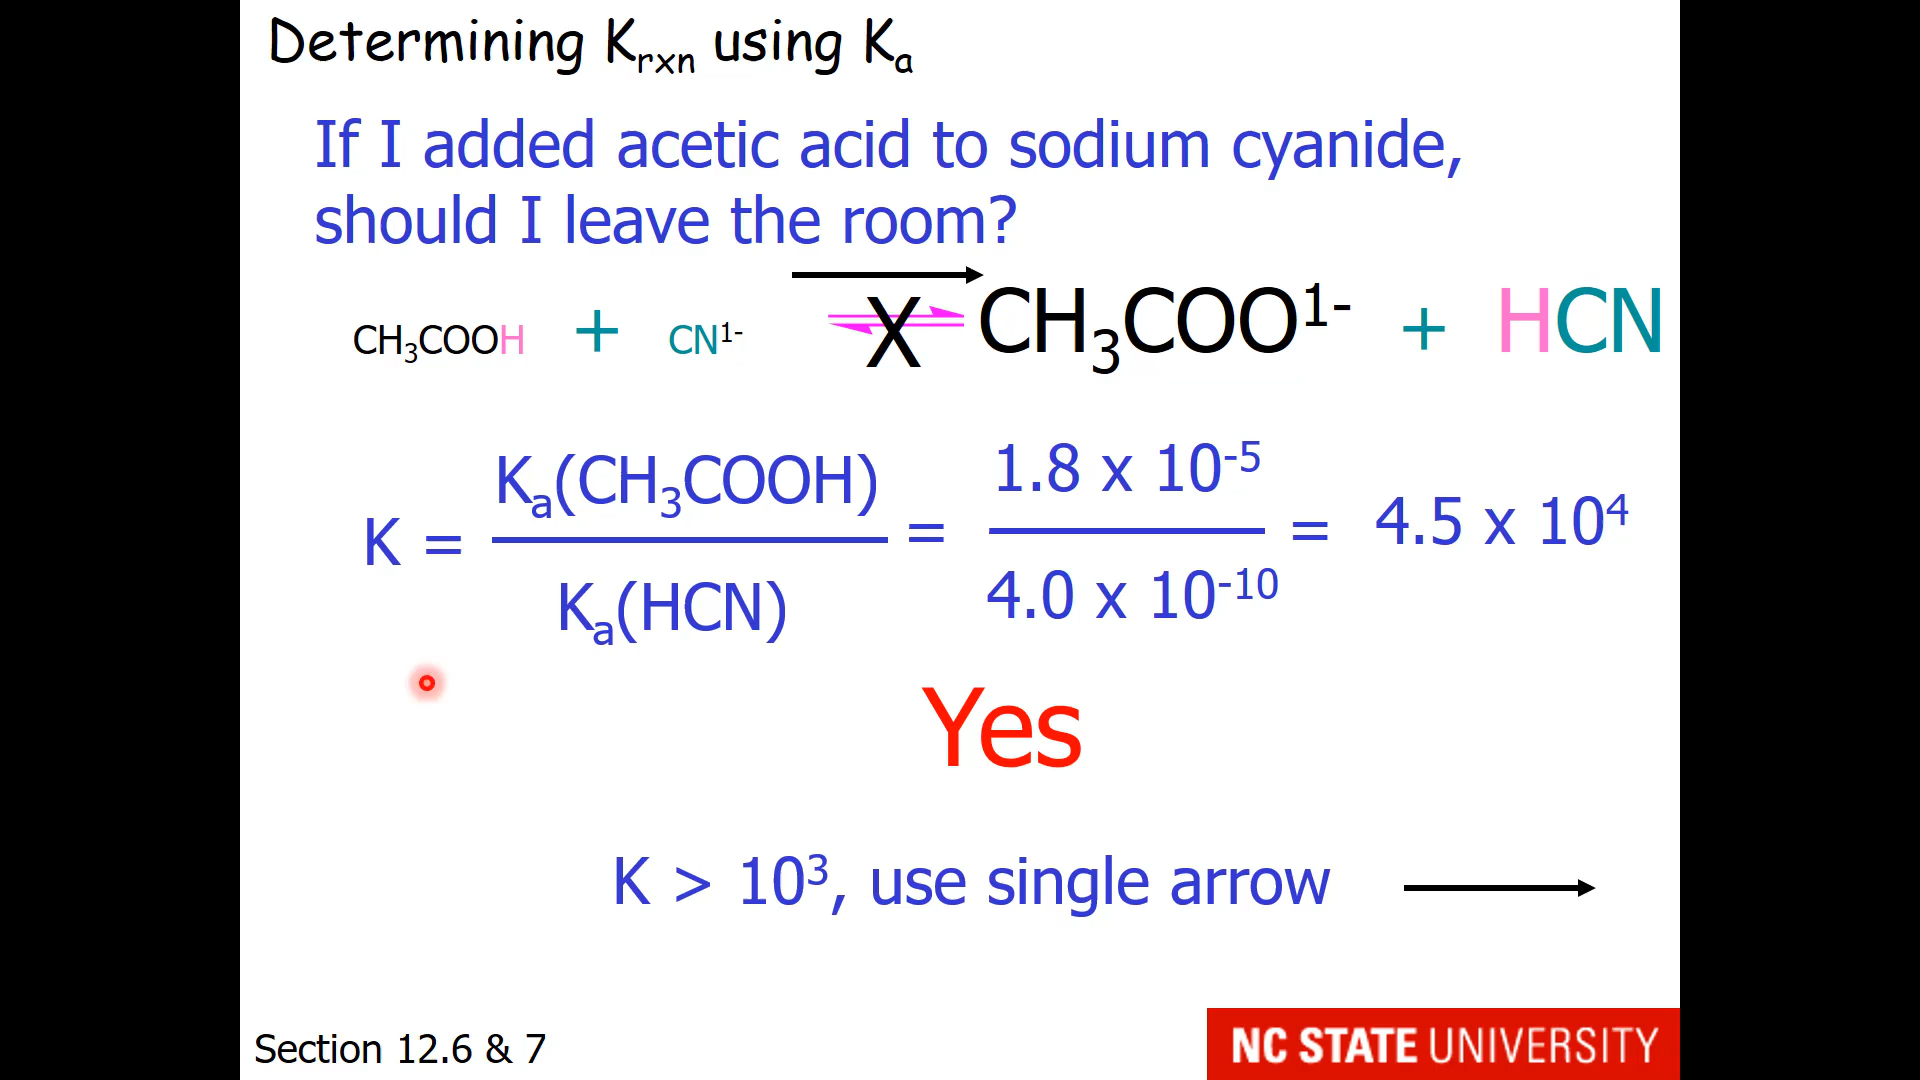 Determining Krxn using Ka
If I added acetic acid to sodium cyanide,
should I leave the room?
CH₃COOH + CN¹⁻ X CH₃COO¹⁻ + HCN
K = Ka(CH₃COOH) / Ka(HCN) = 1.8 x 10⁻⁵ / 4.0 x 10⁻¹⁰ = 4.5 x 10⁴
Yes
K > 10³, use single arrow
Section 12.6 & 7
NC STATE UNIVERSITY